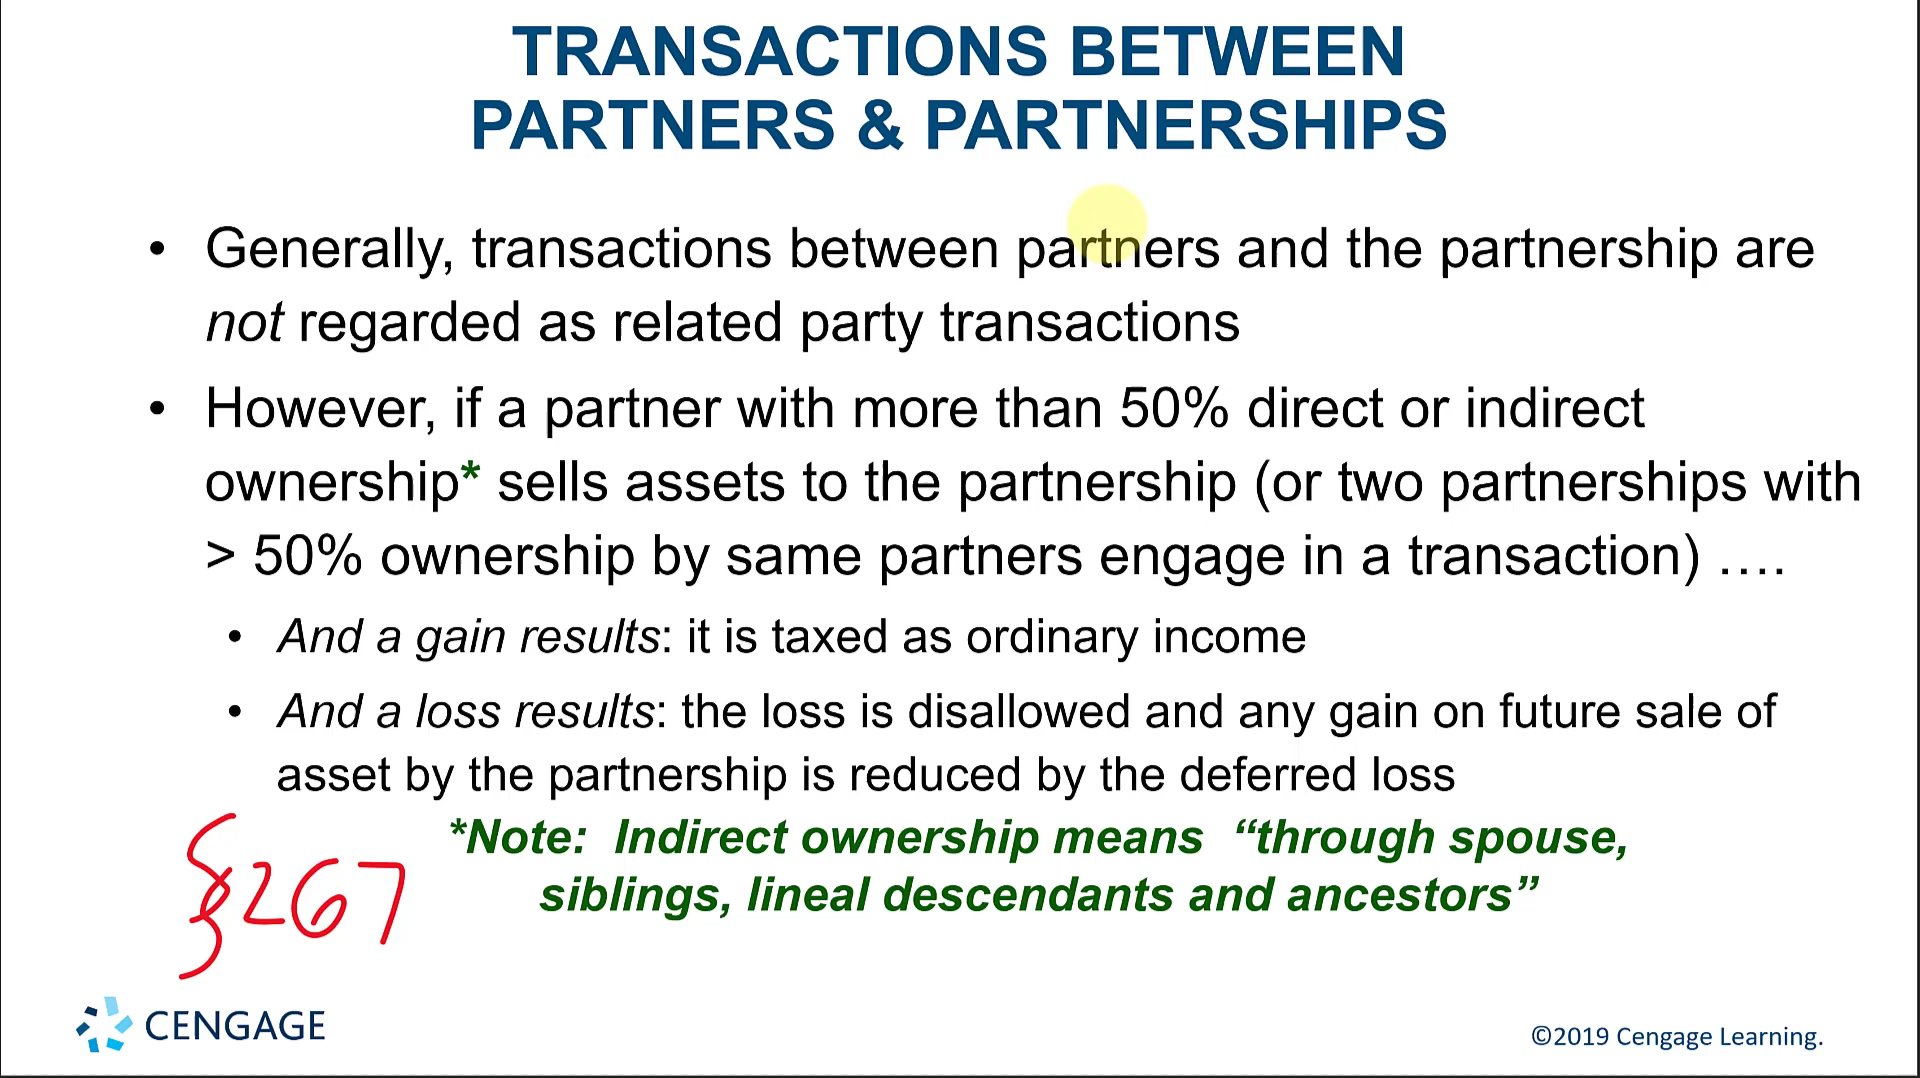 TRANSACTIONS BETWEEN
PARTNERS & PARTNERSHIPS
• Generally, transactions between partners and the partnership are
not regarded as related party transactions
• However, if a partner with more than 50% direct or indirect
ownership* sells assets to the partnership (or two partnerships with
> 50% ownership by same partners engage in a transaction) ….
• And a gain results: it is taxed as ordinary income
• And a loss results: the loss is disallowed and any gain on future sale of
asset by the partnership is reduced by the deferred loss
*Note: Indirect ownership means “through spouse,
siblings, lineal descendants and ancestors”
§267
CENGAGE
©2019 Cengage Learning.